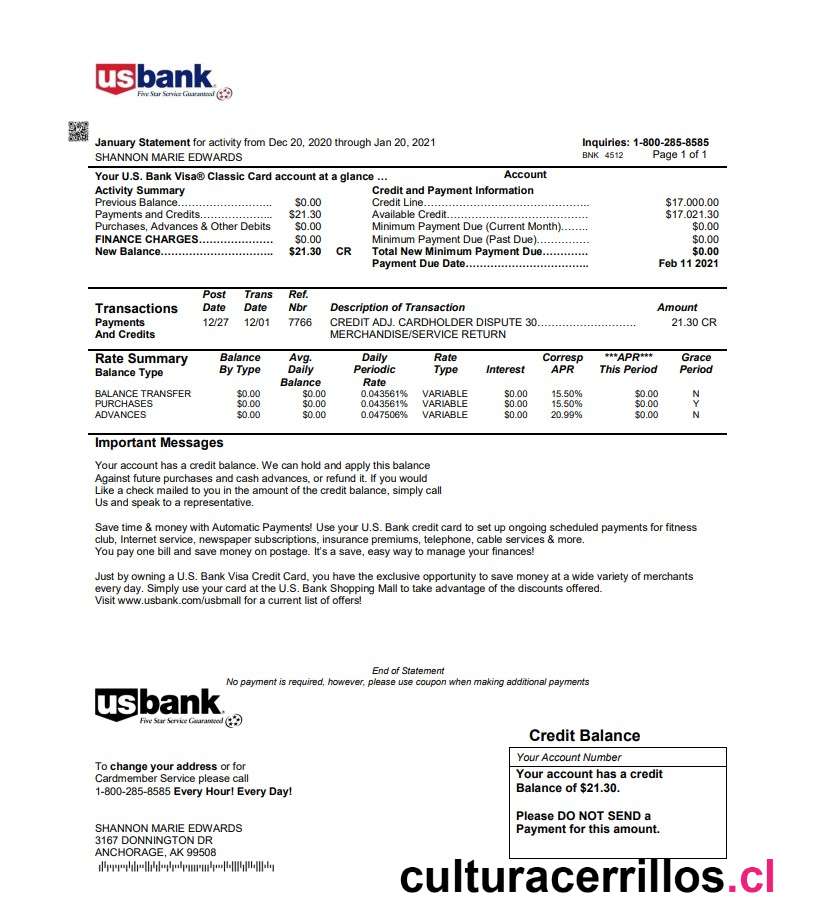 usbank
Five Star Service Guaranteed
January Statement for activity from Dec 20, 2020 through Jan 20, 2021
Inquiries: 1-800-285-8585
SHANNON MARIE EDWARDS
BNK 4512 Page 1 of 1
Your U.S. Bank Visa® Classic Card account at a glance … Account
Activity Summary Credit and Payment Information
Previous Balance…………………….. $0.00 Credit Line……………………………………….. $17.000.00
Payments and Credits……………….. $21.30 Available Credit………………………………….. $17.021.30
Purchases, Advances & Other Debits $0.00 Minimum Payment Due (Current Month)…….. $0.00
FINANCE CHARGES………………… $0.00 Minimum Payment Due (Past Due)…………… $0.00
New Balance………………………….. $21.30 CR Total New Minimum Payment Due…………. $0.00
Payment Due Date…………………………….. Feb 11 2021
Post Trans Ref.
Transactions Date Date Nbr Description of Transaction Amount
Payments 12/27 12/01 7766 CREDIT ADJ. CARDHOLDER DISPUTE 30………………………. 21.30 CR
And Credits MERCHANDISE/SERVICE RETURN
Rate Summary Balance Avg. Daily Rate Corresp ***APR*** Grace
Balance Type By Type Daily Periodic Type Interest APR This Period Period
Balance Rate
BALANCE TRANSFER $0.00 $0.00 0.043561% VARIABLE $0.00 15.50% $0.00 N
PURCHASES $0.00 $0.00 0.043561% VARIABLE $0.00 15.50% $0.00 Y
ADVANCES $0.00 $0.00 0.047506% VARIABLE $0.00 20.99% $0.00 N
Important Messages
Your account has a credit balance. We can hold and apply this balance
Against future purchases and cash advances, or refund it. If you would
Like a check mailed to you in the amount of the credit balance, simply call
Us and speak to a representative.
Save time & money with Automatic Payments! Use your U.S. Bank credit card to set up ongoing scheduled payments for fitness
club, Internet service, newspaper subscriptions, insurance premiums, telephone, cable services & more.
You pay one bill and save money on postage. It's a save, easy way to manage your finances!
Just by owning a U.S. Bank Visa Credit Card, you have the exclusive opportunity to save money at a wide variety of merchants
every day. Simply use your card at the U.S. Bank Shopping Mall to take advantage of the discounts offered.
Visit www.usbank.com/usbmall for a current list of offers!
End of Statement
No payment is required, however, please use coupon when making additional payments
usbank
Five Star Service Guaranteed
Credit Balance
Your Account Number
Your account has a credit
Balance of $21.30.
Please DO NOT SEND a
Payment for this amount.
To change your address or for
Cardmember Service please call
1-800-285-8585 Every Hour! Every Day!
SHANNON MARIE EDWARDS
3167 DONNINGTON DR
ANCHORAGE, AK 99508
culturacerrillos.cl